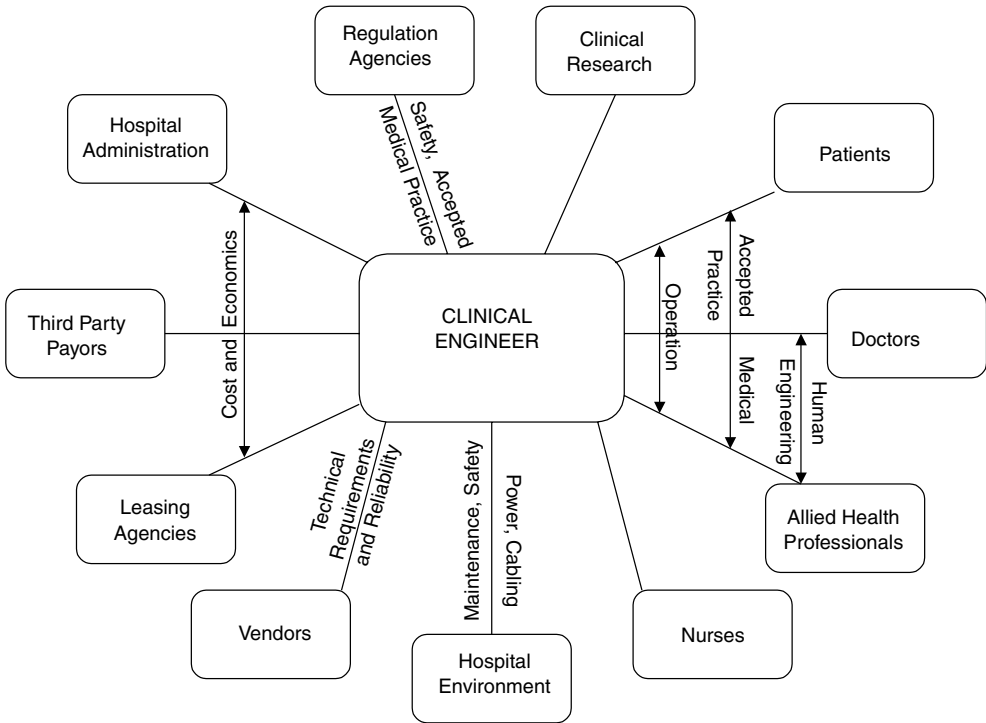 Regulation
Agencies
Clinical
Research
Hospital
Administration
Patients
Safety, Accepted
Medical Practice
Third Party
Payors
Cost and Economics
CLINICAL
ENGINEER
Operation
Accepted
Practice
Medical
Human
Engineering
Doctors
Leasing
Agencies
Technical
Requirements
and Reliability
Maintenance, Safety
Power, Cabling
Allied Health
Professionals
Vendors
Hospital
Environment
Nurses